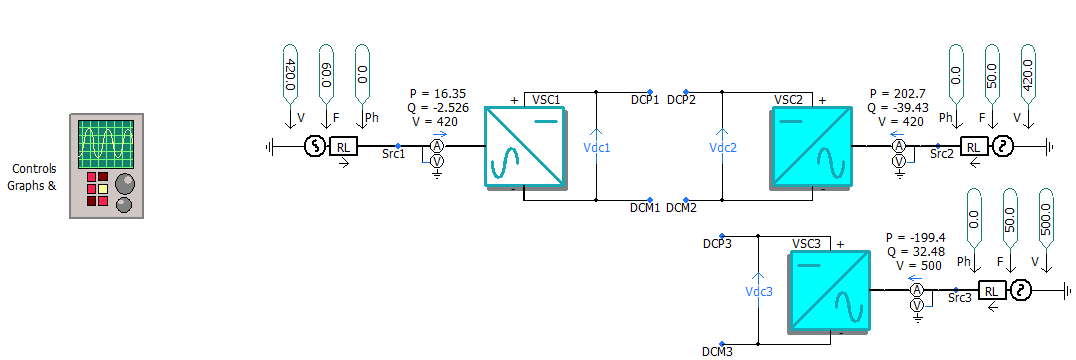 420.0
60.0
0.0
V
F
Ph
RL
Src1
P = 16.35
Q = -2.526
V = 420
A
V
+
VSC1
-
Vdc1
DCP1
DCM1
DCP2
DCM2
Vdc2
VSC2
+
-
P = 202.7
Q = -39.43
V = 420
A
V
Src2
RL
0.0
50.0
420.0
Ph
F
V
Controls
Graphs &
DCP3
DCM3
Vdc3
VSC3
+
-
P = -199.4
Q = 32.48
V = 500
A
V
Src3
RL
0.0
50.0
500.0
Ph
F
V